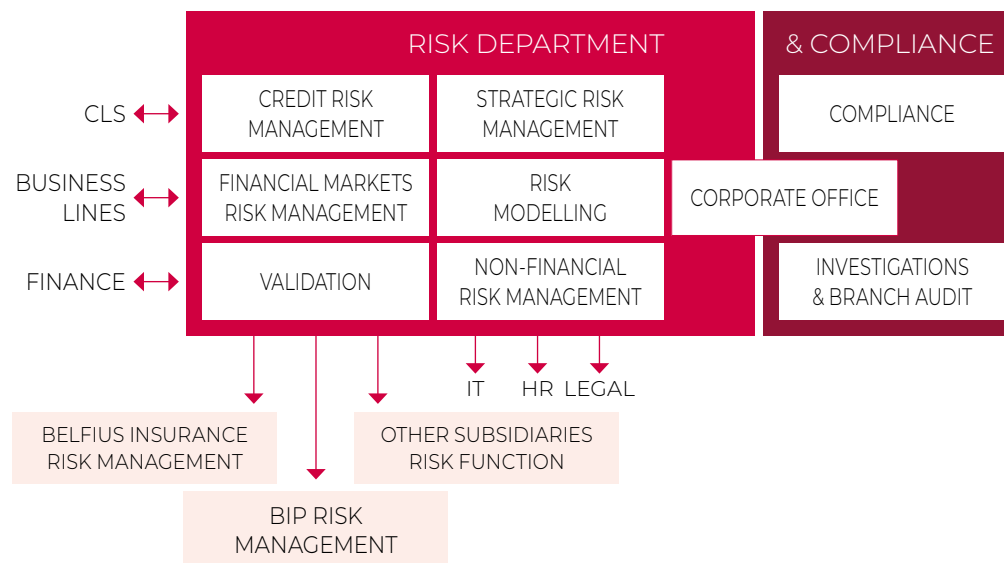 RISK DEPARTMENT
& COMPLIANCE
CLS
CREDIT RISK
MANAGEMENT
STRATEGIC RISK
MANAGEMENT
COMPLIANCE
BUSINESS
LINES
FINANCIAL MARKETS
RISK MANAGEMENT
RISK
MODELLING
CORPORATE OFFICE
FINANCE
VALIDATION
NON-FINANCIAL
RISK MANAGEMENT
INVESTIGATIONS
& BRANCH AUDIT
IT
HR
LEGAL
BELFIUS INSURANCE
RISK MANAGEMENT
OTHER SUBSIDIARIES
RISK FUNCTION
BIP RISK
MANAGEMENT